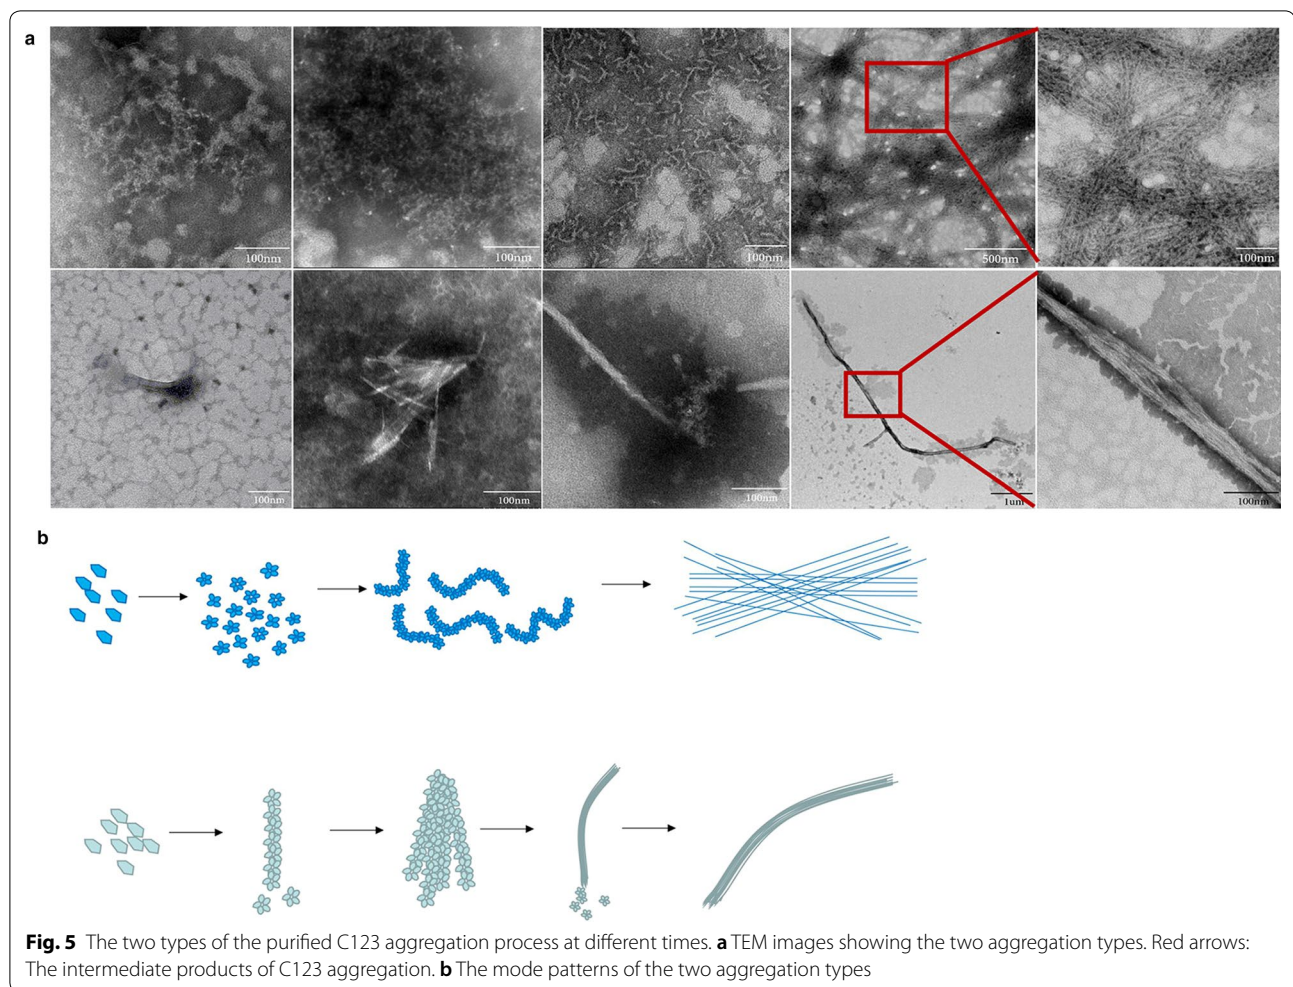 a
100nm
100nm
100nm
500nm
100nm
100nm
100nm
100nm
1um
100nm
b
Fig. 5 The two types of the purified C123 aggregation process at different times. a TEM images showing the two aggregation types. Red arrows:
The intermediate products of C123 aggregation. b The mode patterns of the two aggregation types